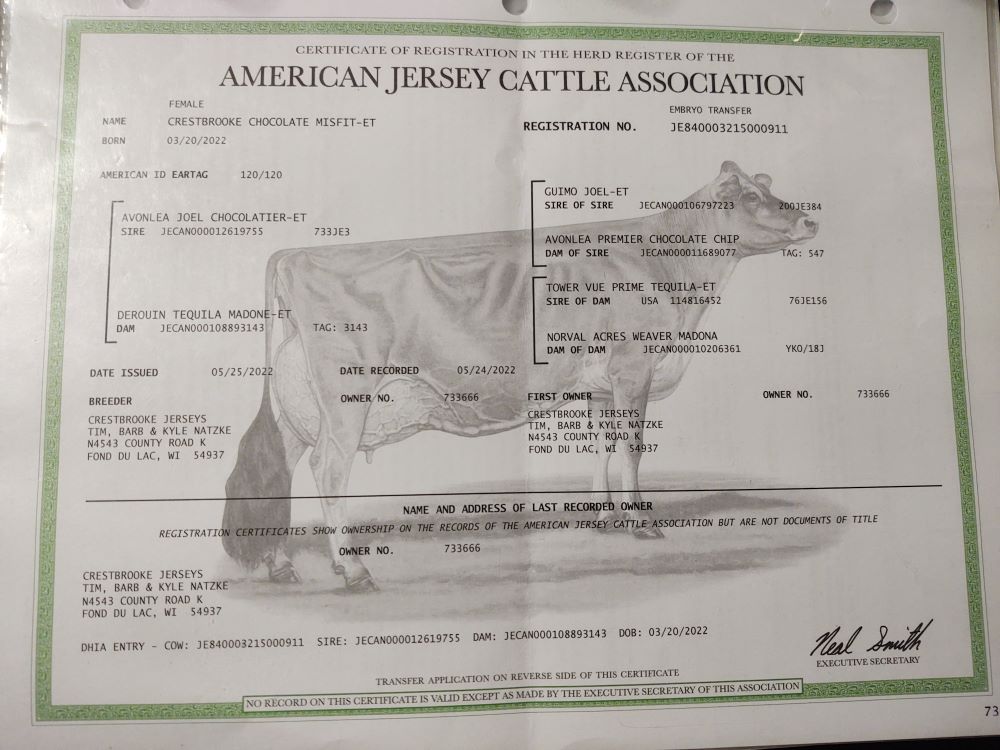 CERTIFICATE OF REGISTRATION IN THE HERD REGISTER OF THE
AMERICAN JERSEY CATTLE ASSOCIATION
FEMALE
NAME CRESTBROOKE CHOCOLATE MISFIT-ET
BORN 03/20/2022
EMBRYO TRANSFER
REGISTRATION NO. JE840003215000911
AMERICAN ID EARTAG 120/120
AVONLEA JOEL CHOCOLATIER-ET
SIRE JECAN000012619755 733JE3
DEROUIN TEQUILA MADONE-ET
DAM JECAN000108893143 TAG: 3143
GUIMO JOEL-ET
SIRE OF SIRE JECAN000106797223 200JE384
AVONLEA PREMIER CHOCOLATE CHIP
DAM OF SIRE JECAN000011689077 TAG: 547
TOWER VUE PRIME TEQUILA-ET
SIRE OF DAM USA 114816452 76JE156
NORVAL ACRES WEAVER MADONA
DAM OF DAM JECAN000010206361 YKO/18J
DATE ISSUED 05/25/2022 DATE RECORDED 05/24/2022
BREEDER OWNER NO. 733666
CRESTBROOKE JERSEYS
TIM, BARB & KYLE NATZKE
N4543 COUNTY ROAD K
FOND DU LAC, WI 54937
FIRST OWNER OWNER NO. 733666
CRESTBROOKE JERSEYS
TIM, BARB & KYLE NATZKE
N4543 COUNTY ROAD K
FOND DU LAC, WI 54937
NAME AND ADDRESS OF LAST RECORDED OWNER
REGISTRATION CERTIFICATES SHOW OWNERSHIP ON THE RECORDS OF THE AMERICAN JERSEY CATTLE ASSOCIATION BUT ARE NOT DOCUMENTS OF TITLE
OWNER NO. 733666
CRESTBROOKE JERSEYS
TIM, BARB & KYLE NATZKE
N4543 COUNTY ROAD K
FOND DU LAC, WI 54937
DHIA ENTRY - COW: JE840003215000911 SIRE: JECAN000012619755 DAM: JECAN000108893143 DOB: 03/20/2022
Neal Smith
EXECUTIVE SECRETARY
TRANSFER APPLICATION ON REVERSE SIDE OF THIS CERTIFICATE
NO RECORD ON THIS CERTIFICATE IS VALID EXCEPT AS MADE BY THE EXECUTIVE SECRETARY OF THIS ASSOCIATION
73